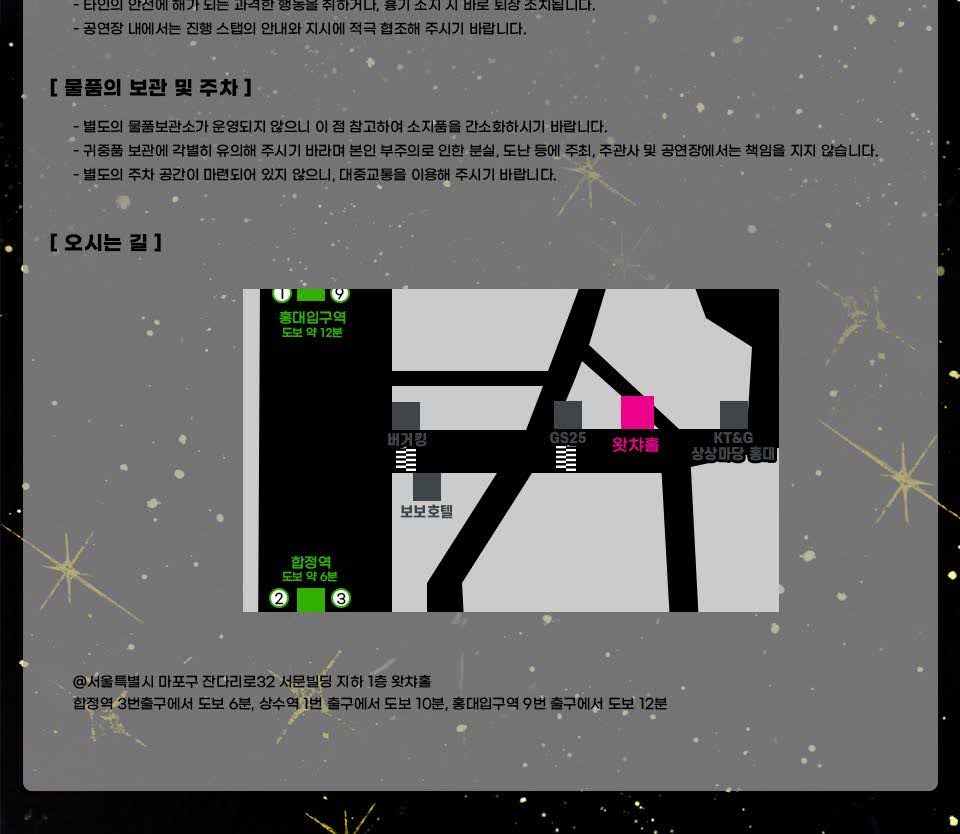 - 타인의 안전에 해가 되는 과격한 행동을 취하거나, 흉기 소지 시 바로 퇴장 조치됩니다.
- 공연장 내에서는 진행 스탭의 안내와 지시에 적극 협조해 주시기 바랍니다.
[ 물품의 보관 및 주차 ]
- 별도의 물품보관소가 운영되지 않으니 이 점 참고하여 소지품을 간소화하시기 바랍니다.
- 귀중품 보관에 각별히 유의해 주시기 바라며 본인 부주의로 인한 분실, 도난 등에 주최, 주관사 및 공연장에서는 책임을 지지 않습니다.
- 별도의 주차 공간이 마련되어 있지 않으니, 대중교통을 이용해 주시기 바랍니다.
[ 오시는 길 ]
1 9
홍대입구역
도보 약 12분
버거킹
GS25
왓챠홀
KT&G
상상마당 홍대
보보호텔
합정역
도보 약 6분
2 3
@서울특별시 마포구 잔다리로32 서문빌딩 지하 1층 왓챠홀
합정역 3번출구에서 도보 6분, 상수역 1번 출구에서 도보 10분, 홍대입구역 9번 출구에서 도보 12분